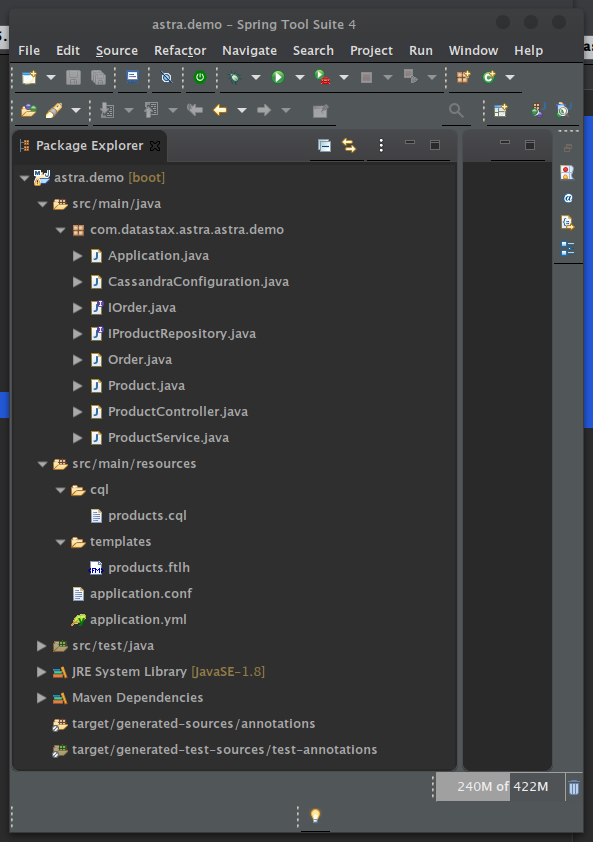 astra.demo – Spring Tool Suite 4
File Edit Source Refactor Navigate Search Project Run Window Help
Package Explorer
astra.demo [boot]
src/main/java
com.datastax.astra.astra.demo
Application.java
CassandraConfiguration.java
IOrder.java
IProductRepository.java
Order.java
Product.java
ProductController.java
ProductService.java
src/main/resources
cql
products.cql
templates
products.ftlh
application.conf
application.yml
src/test/java
JRE System Library [JavaSE-1.8]
Maven Dependencies
target/generated-sources/annotations
target/generated-test-sources/test-annotations
240M of 422M